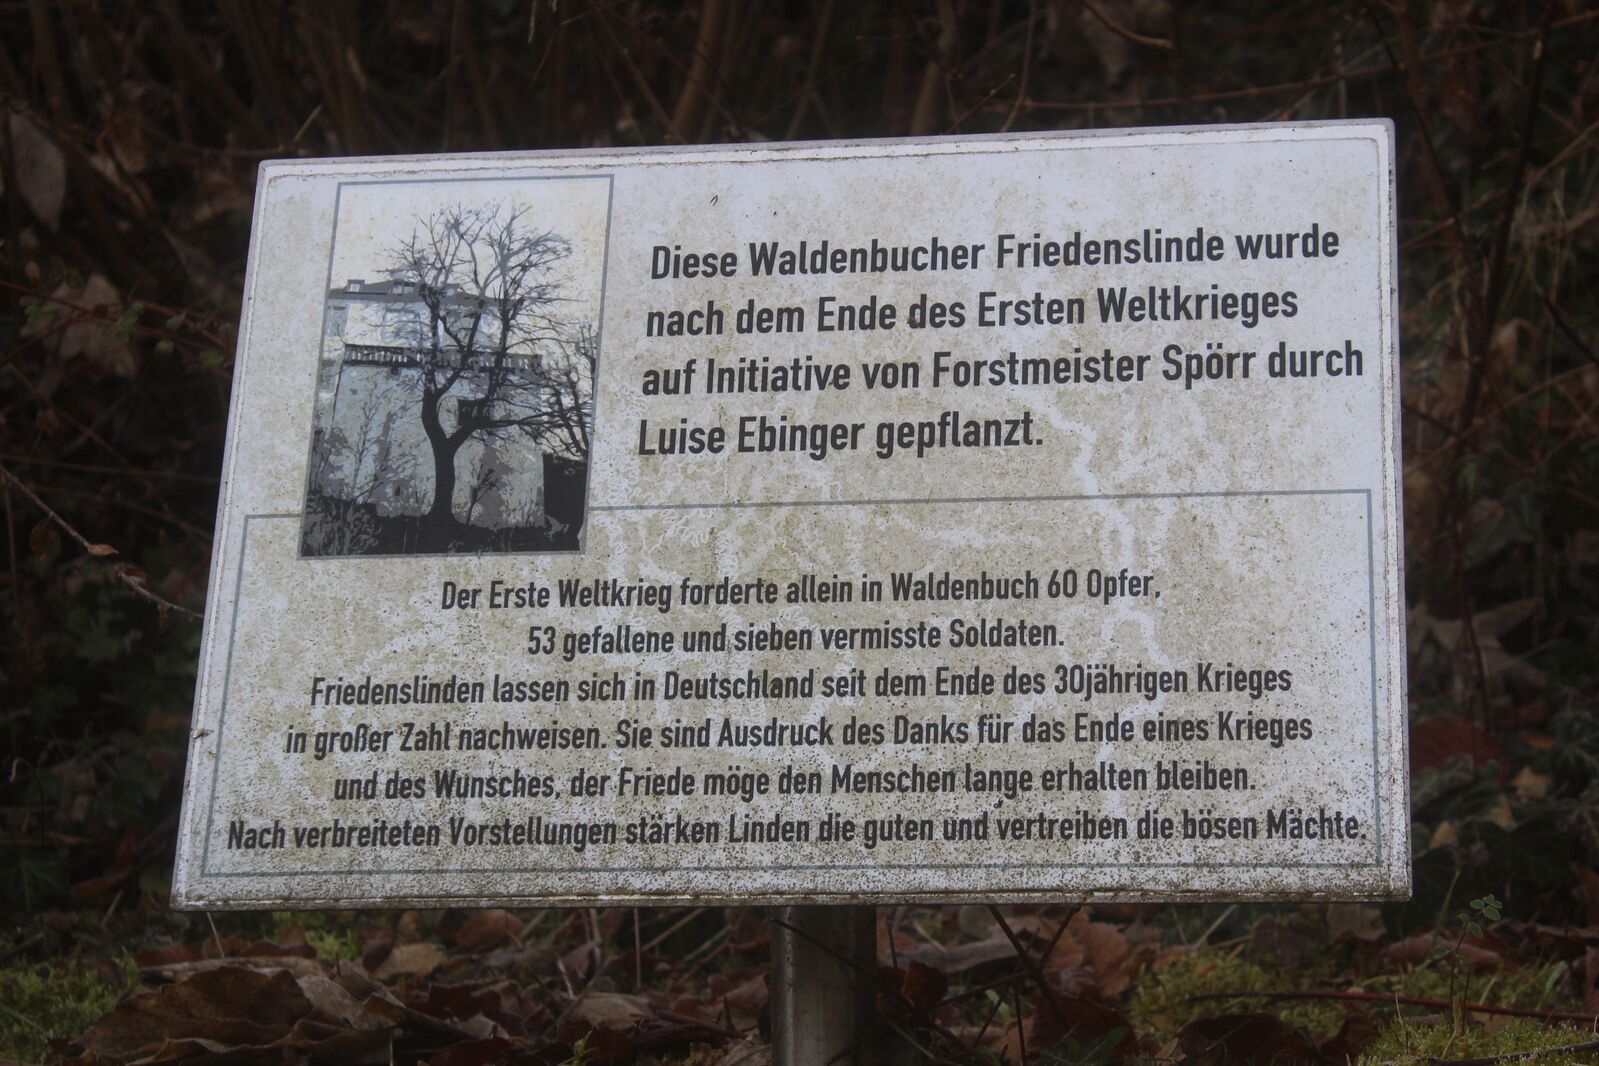 Diese Waldenbucher Friedenslinde wurde
nach dem Ende des Ersten Weltkrieges
auf Initiative von Forstmeister Spörr durch
Luise Ebinger gepflanzt.
Der Erste Weltkrieg forderte allein in Waldenbuch 60 Opfer,
53 gefallene und sieben vermisste Soldaten.
Friedenslinden lassen sich in Deutschland seit dem Ende des 30jährigen Krieges
in großer Zahl nachweisen. Sie sind Ausdruck des Danks für das Ende eines Krieges
und des Wunsches, der Friede möge den Menschen lange erhalten bleiben.
Nach verbreiteten Vorstellungen stärken Linden die guten und vertreiben die bösen Mächte.